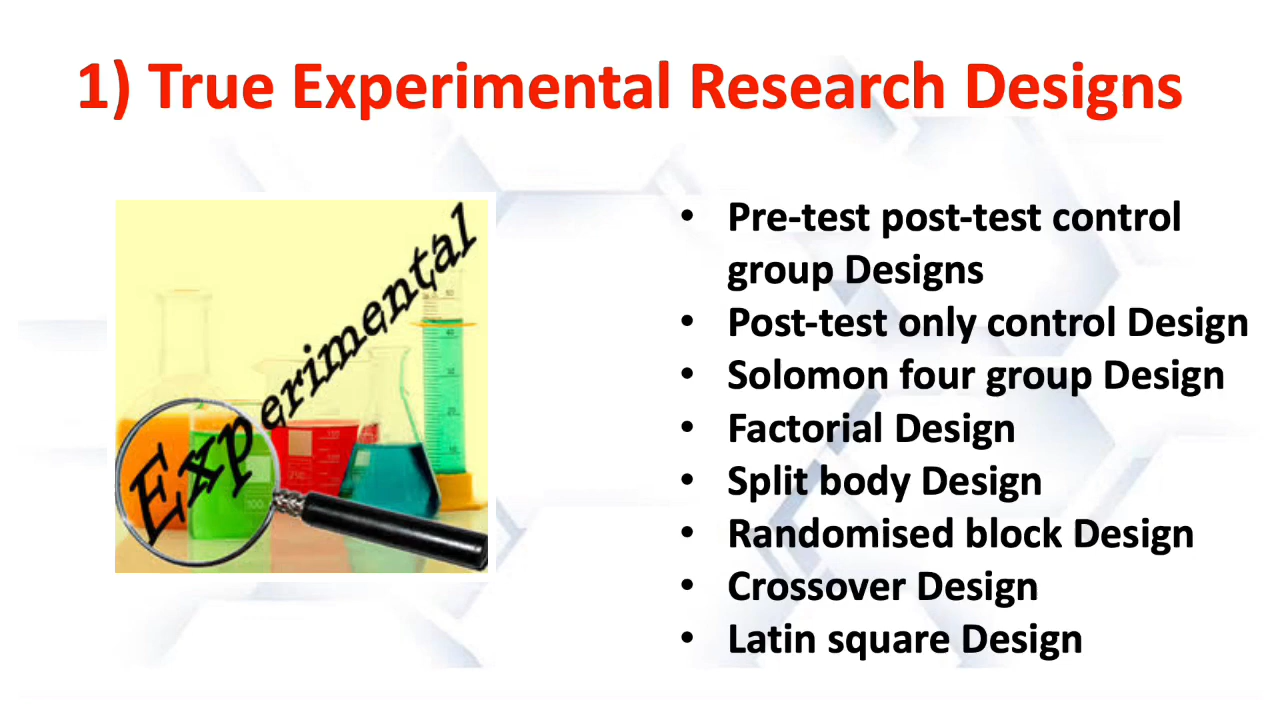 1) True Experimental Research Designs
Experimental
• Pre-test post-test control
group Designs
• Post-test only control Design
• Solomon four group Design
• Factorial Design
• Split body Design
• Randomised block Design
• Crossover Design
• Latin square Design